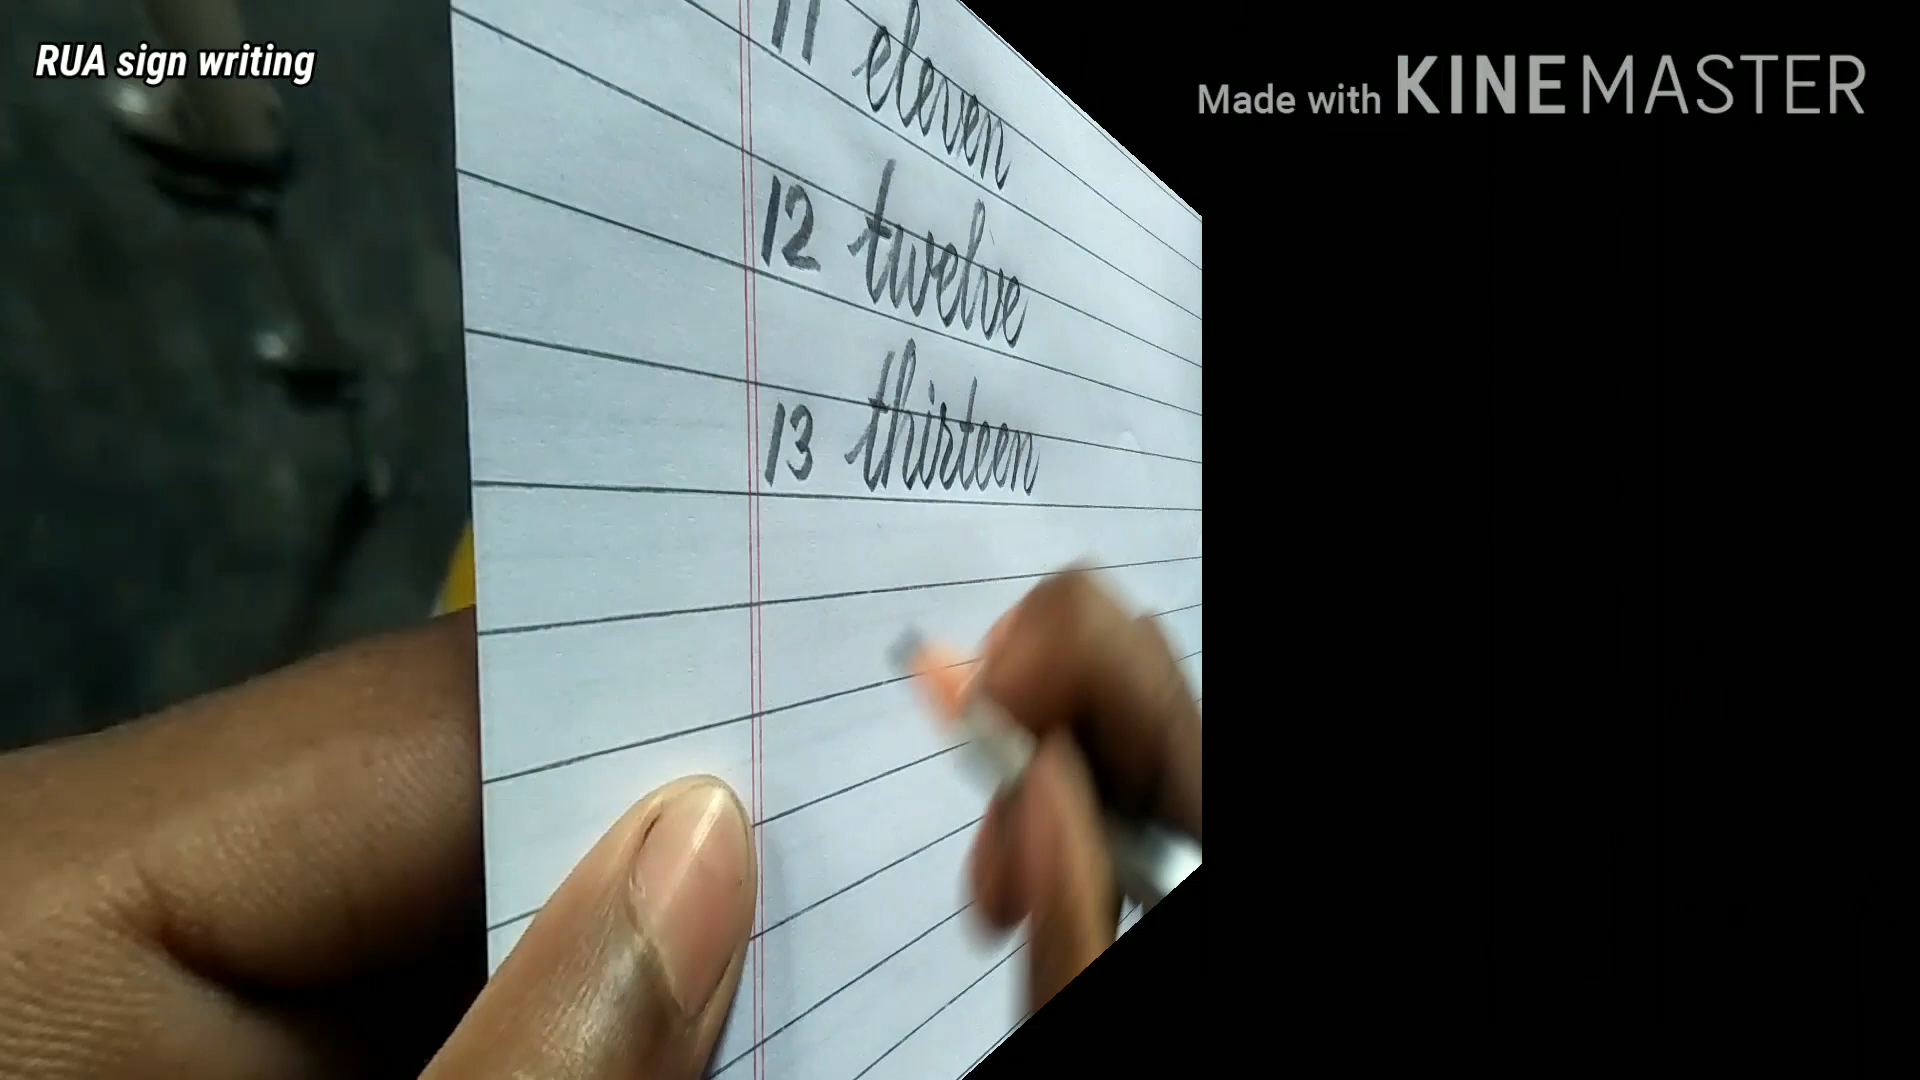 RUA sign writing
Made with KINEMASTER
11 eleven
12 twelve
13 thirteen